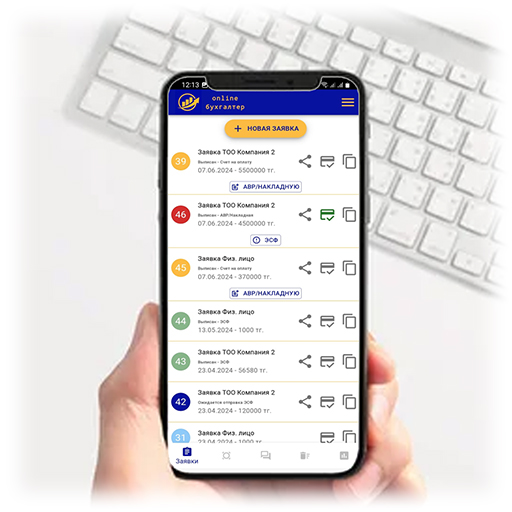 12:13
online
бухгалтер
+ НОВАЯ ЗАЯВКА
39
Заявка ТОО Компания 2
Выписан - Счет на оплату
07.06.2024 - 5500000 тг.
АВР/НАКЛАДНУЮ
46
Заявка ТОО Компания 2
Выписан - АВР/Накладная
07.06.2024 - 4500000 тг.
ЭСФ
45
Заявка Физ. лицо
Выписан - Счет на оплату
07.06.2024 - 370000 тг.
АВР/НАКЛАДНУЮ
44
Заявка Физ. лицо
Выписан - ЭСФ
13.05.2024 - 1000 тг.
43
Заявка ТОО Компания 2
Выписан - ЭСФ
23.04.2024 - 56580 тг.
42
Заявка ТОО Компания 2
Ожидается отправка ЭСФ
23.04.2024 - 120000 тг.
31
Заявка Физ. лицо
23.04.2024 - 1000 тг.
Заявки